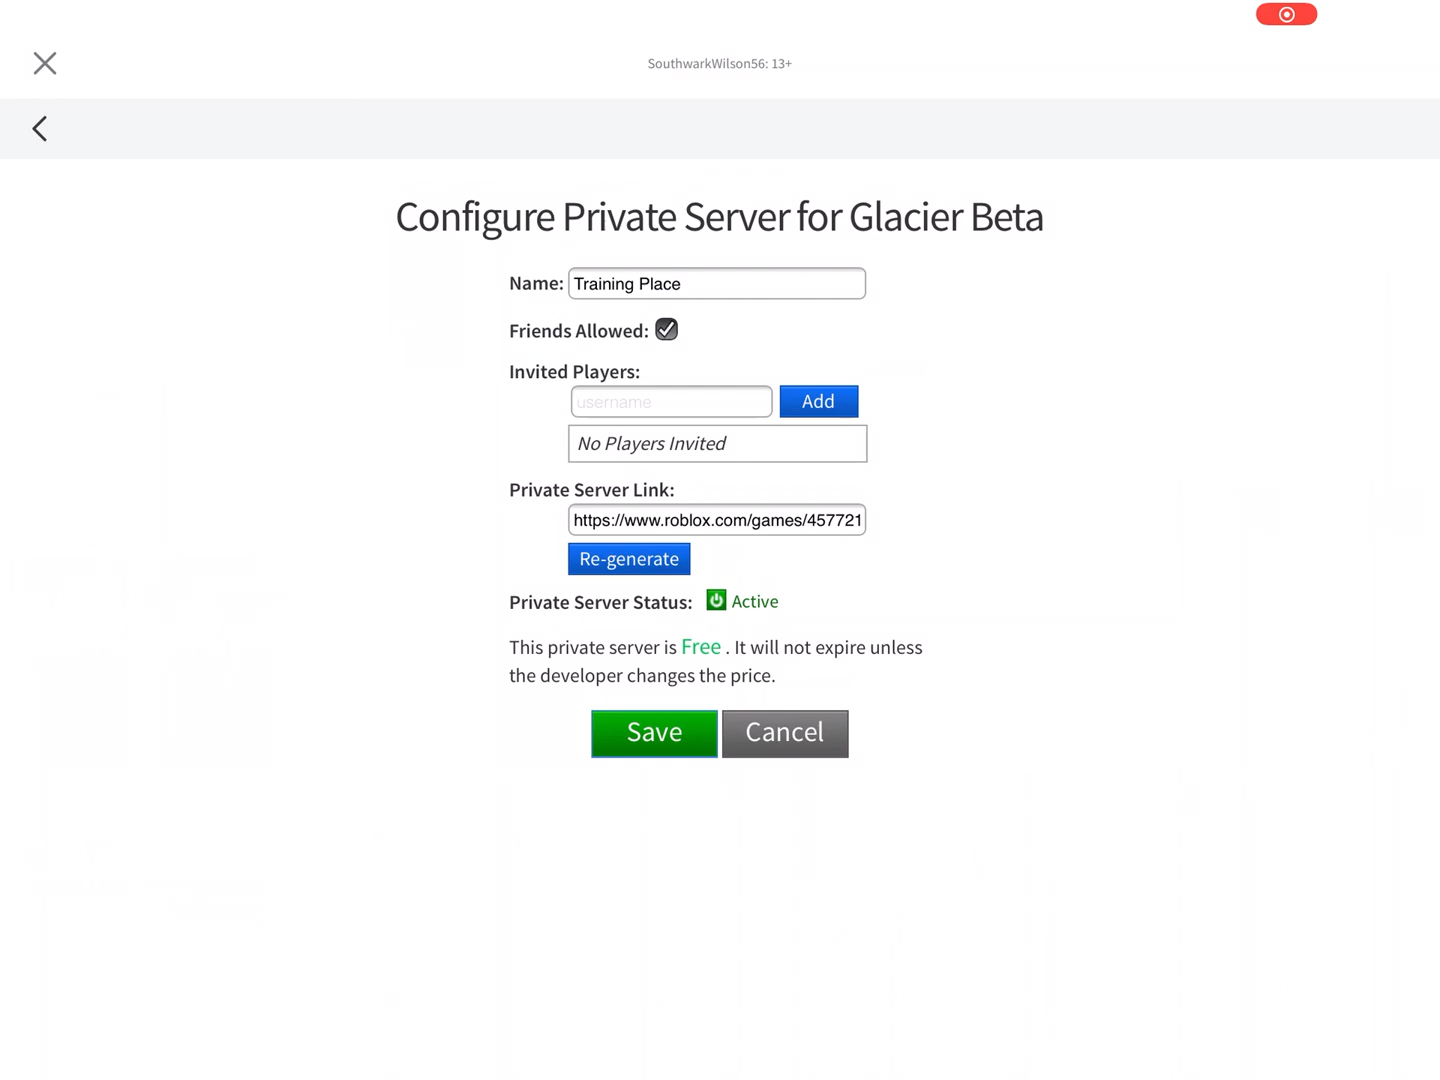 SouthwarkWilson56: 13+
Configure Private Server for Glacier Beta
Name: Training Place
Friends Allowed:
Invited Players:
username Add
No Players Invited
Private Server Link:
https://www.roblox.com/games/457721
Re-generate
Private Server Status: Active
This private server is Free . It will not expire unless
the developer changes the price.
Save Cancel